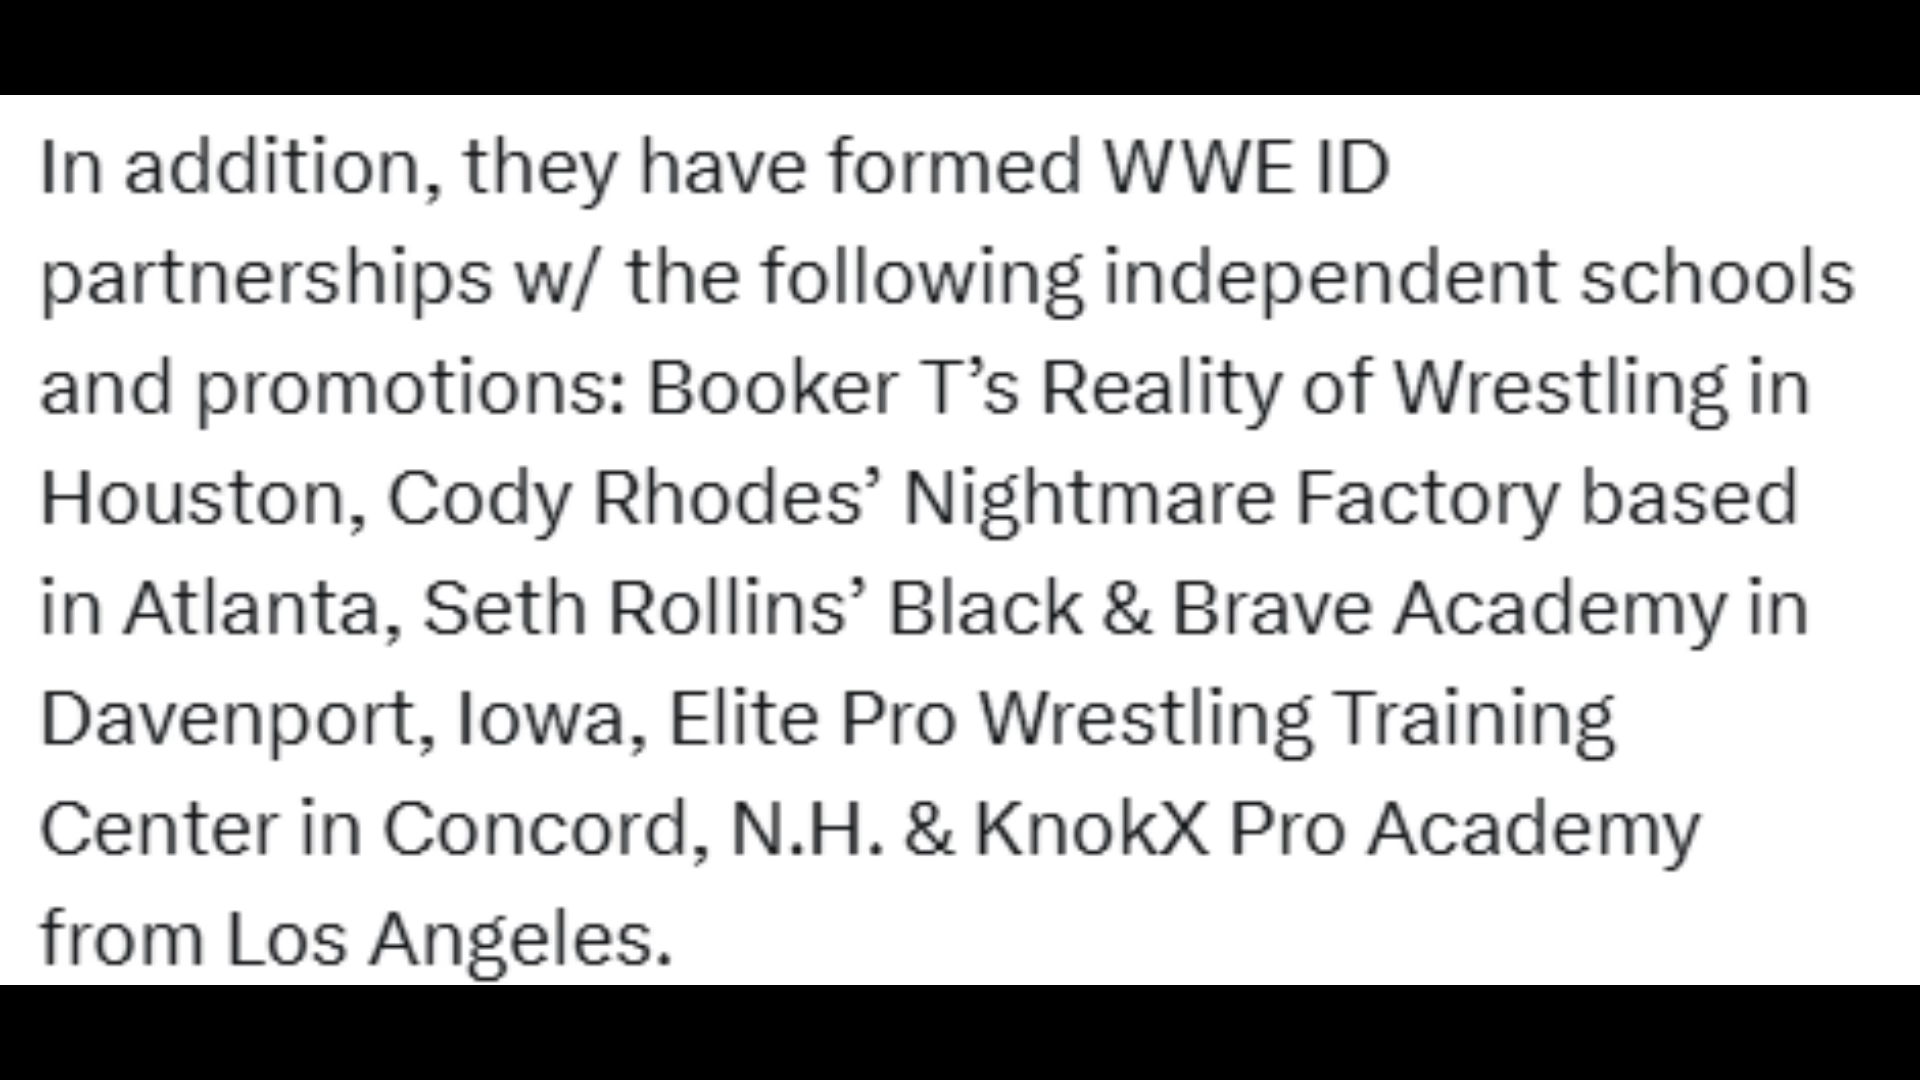 In addition, they have formed WWE ID
partnerships w/ the following independent schools
and promotions: Booker T’s Reality of Wrestling in
Houston, Cody Rhodes’ Nightmare Factory based
in Atlanta, Seth Rollins’ Black & Brave Academy in
Davenport, Iowa, Elite Pro Wrestling Training
Center in Concord, N.H. & KnokX Pro Academy
from Los Angeles.